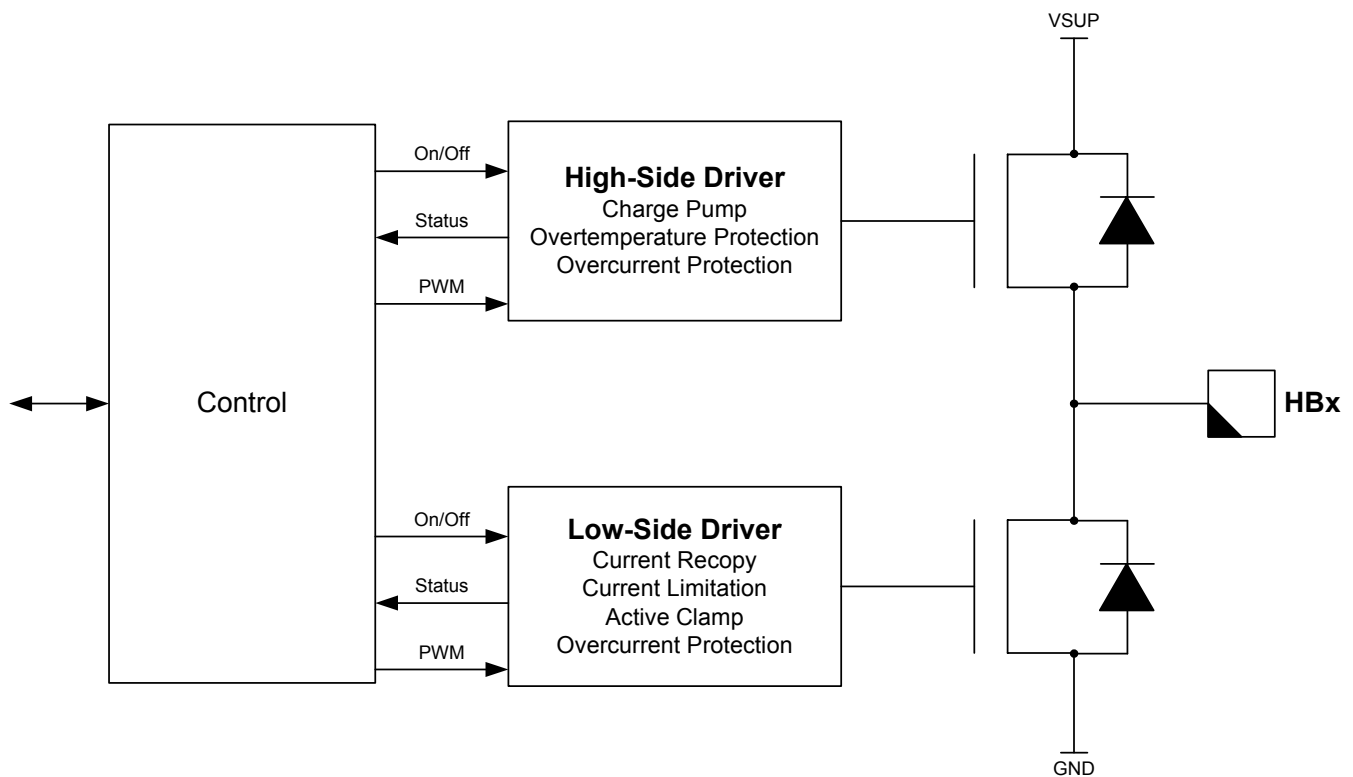 VSUP
On/Off
High-Side Driver
Charge Pump
Status
Overtemperature Protection
Overcurrent Protection
PWM
Control
HBx
On/Off
Low-Side Driver
Current Recopy
Status
Current Limitation
Active Clamp
Overcurrent Protection
PWM
GND